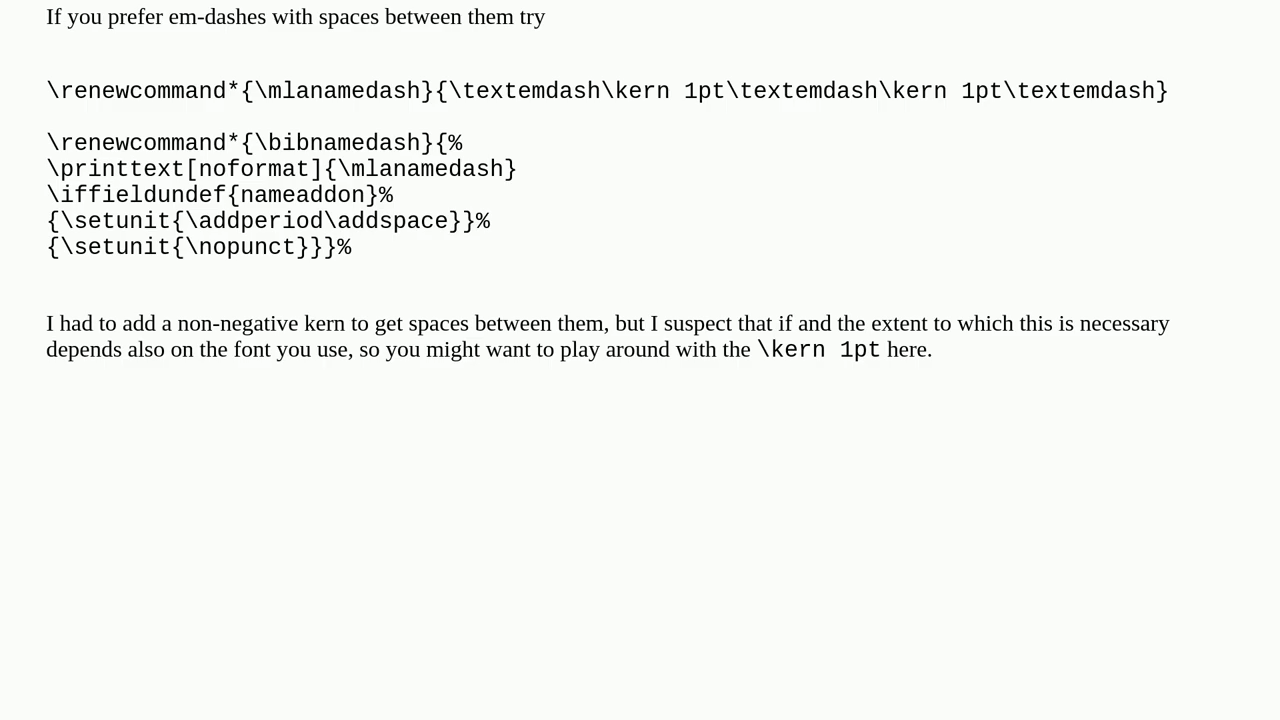 If you prefer em-dashes with spaces between them try
\renewcommand*{\mlanamedash}{\textemdash\kern 1pt\textemdash\kern 1pt\textemdash}
\renewcommand*{\bibnamedash}{%
\printtext[noformat]{\mlanamedash}
\iffieldundef{nameaddon}%
{\setunit{\addperiod\addspace}}%
{\setunit{\nopunct}}}%
I had to add a non-negative kern to get spaces between them, but I suspect that if and the extent to which this is necessary
depends also on the font you use, so you might want to play around with the \kern 1pt here.